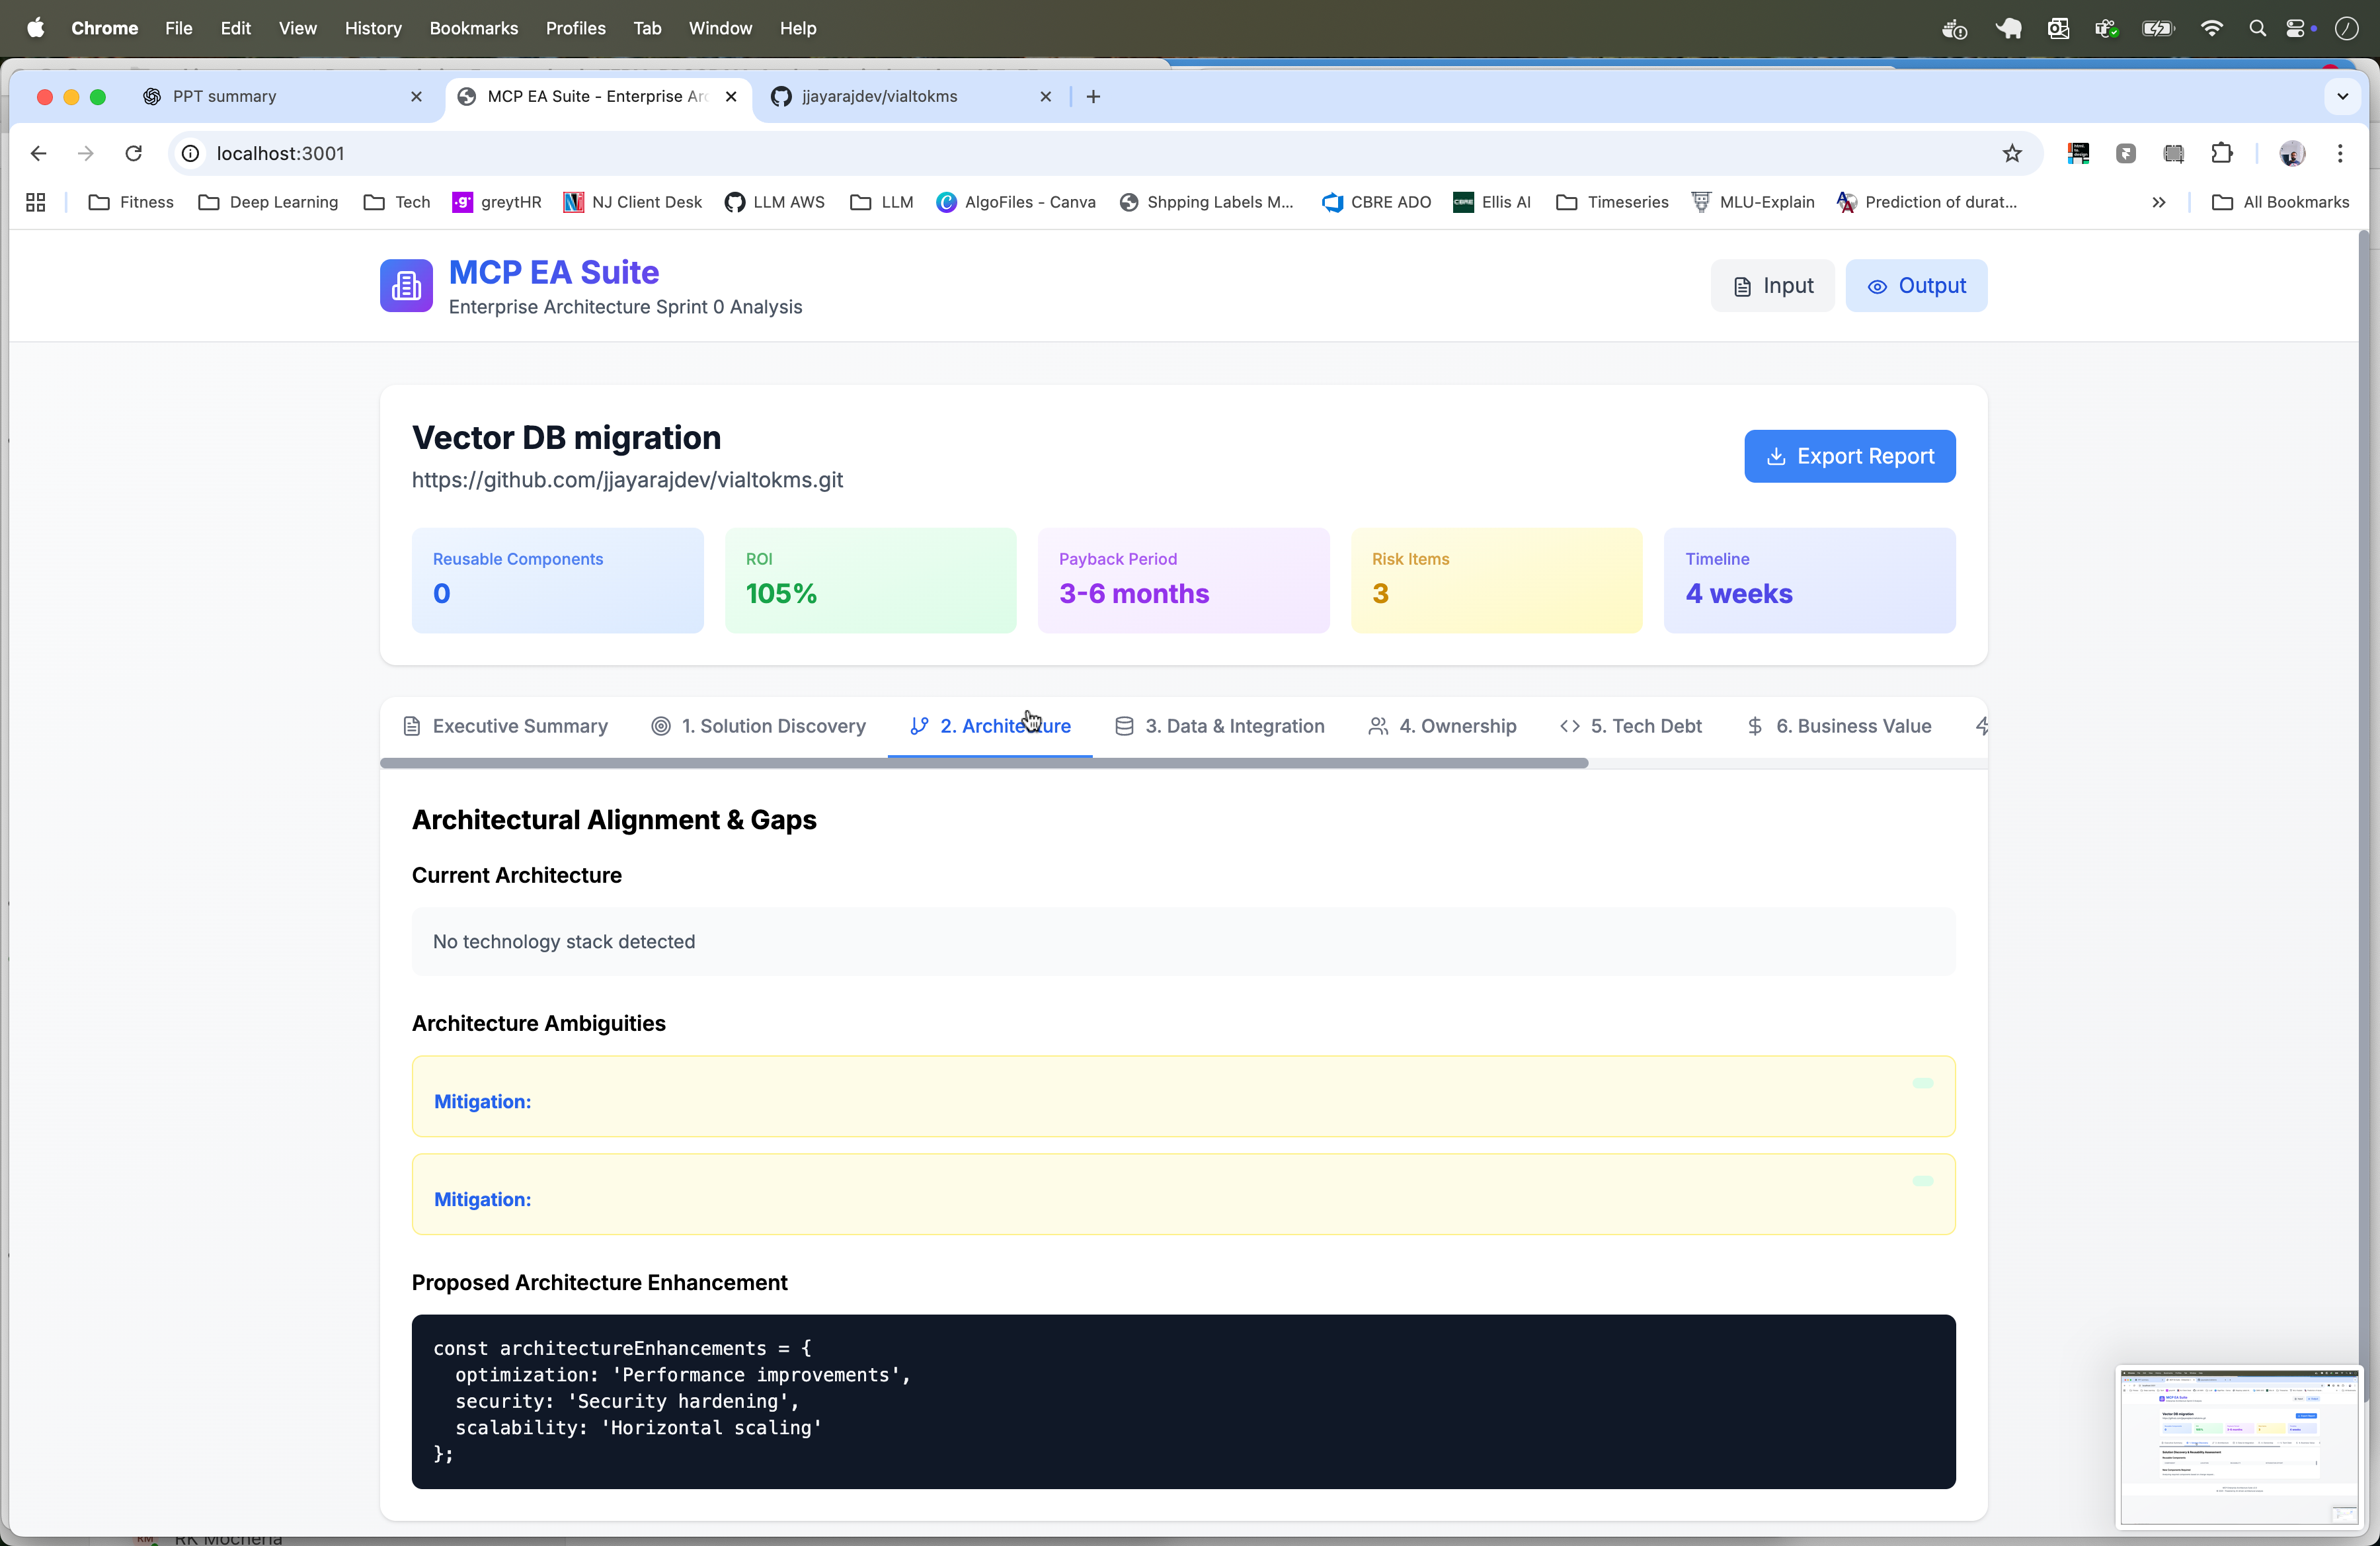 Chrome File Edit View History Bookmarks Profiles Tab Window Help
PPT summary
MCP EA Suite - Enterprise Arc
jjayarajdev/vialtokms
localhost:3001
Fitness Deep Learning Tech greytHR NJ Client Desk LLM AWS LLM AlgoFiles - Canva Shpping Labels M... CBRE ADO Ellis AI Timeseries MLU-Explain Prediction of durat... All Bookmarks
MCP EA Suite
Enterprise Architecture Sprint 0 Analysis
Input
Output
Vector DB migration
https://github.com/jjayarajdev/vialtokms.git
Export Report
Reusable Components
0
ROI
105%
Payback Period
3-6 months
Risk Items
3
Timeline
4 weeks
Executive Summary
1. Solution Discovery
2. Architecture
3. Data & Integration
4. Ownership
5. Tech Debt
6. Business Value
Architectural Alignment & Gaps
Current Architecture
No technology stack detected
Architecture Ambiguities
Mitigation:
Mitigation:
Proposed Architecture Enhancement
const architectureEnhancements = {
optimization: 'Performance improvements',
security: 'Security hardening',
scalability: 'Horizontal scaling'
};